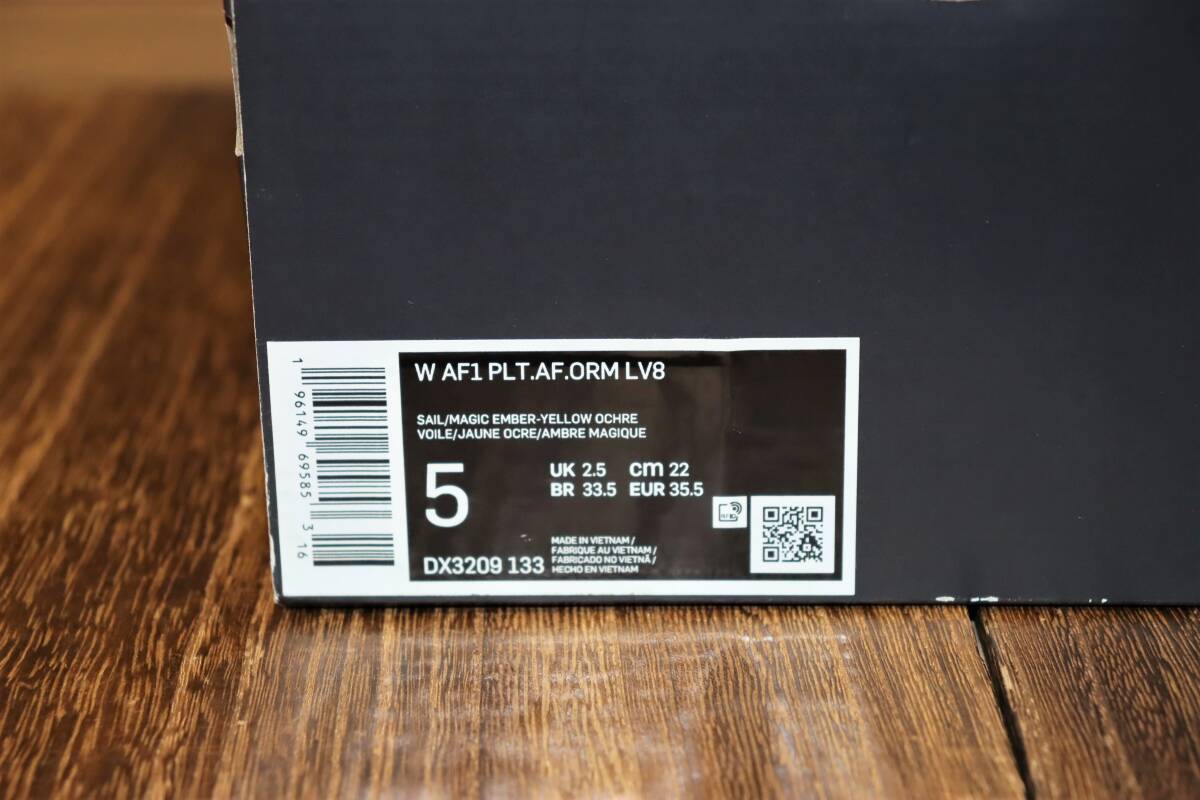 W AF1 PLT.AF.ORM LV8
SAIL/MAGIC EMBER-YELLOW OCHRE
VOILE/JAUNE OCRE/AMBRE MAGIQUE
5
UK 2.5 cm 22
BR 33.5 EUR 35.5
DX3209 133
MADE IN VIETNAM /
FABRIQUE AU VIETNAM /
FABRICADO NO VIETNÃ /
HECHO EN VIETNAM
1 96149 69585 3 16